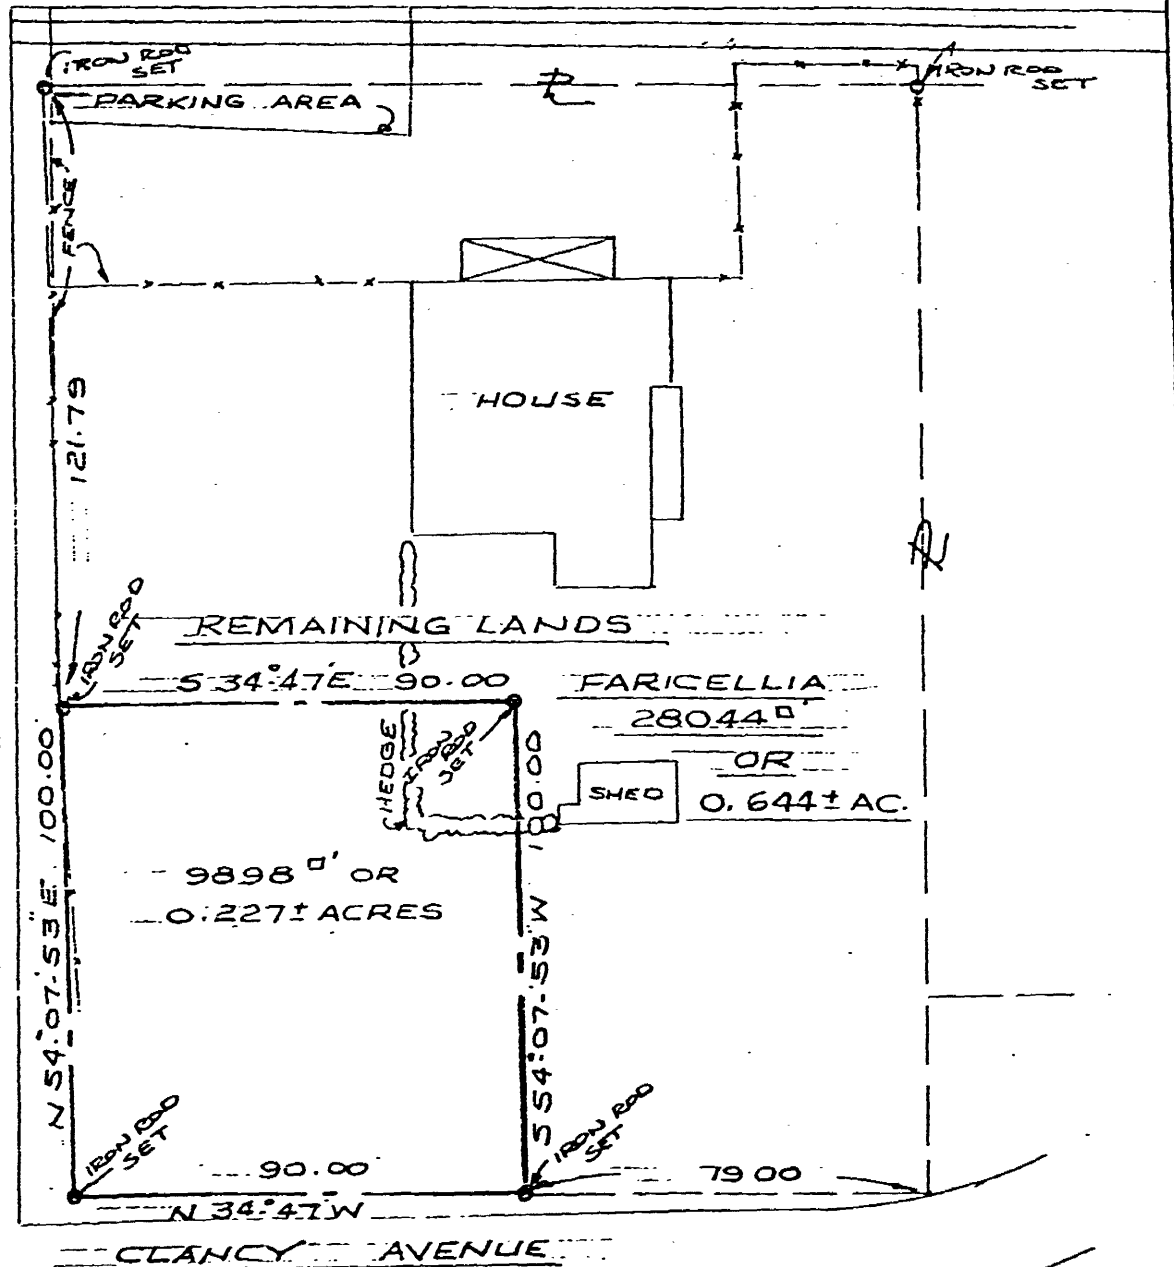 IRON ROD
SET
PARKING AREA
IRON ROD
SET
FENCE
121.79
HOUSE
IRON ROD
SET
REMAINING LANDS
S 34°47'E 90.00
FARICELLIA
28044□'
OR
0.644± AC.
HEDGE
IRON
ROD
SET
SHED
100.00
N 54°07'53"E 100.00
S 54°07'53"W
9898□' OR
0.227± ACRES
IRON ROD
SET
IRON ROD
SET
90.00
79 00
N 34°47'W
CLANCY AVENUE